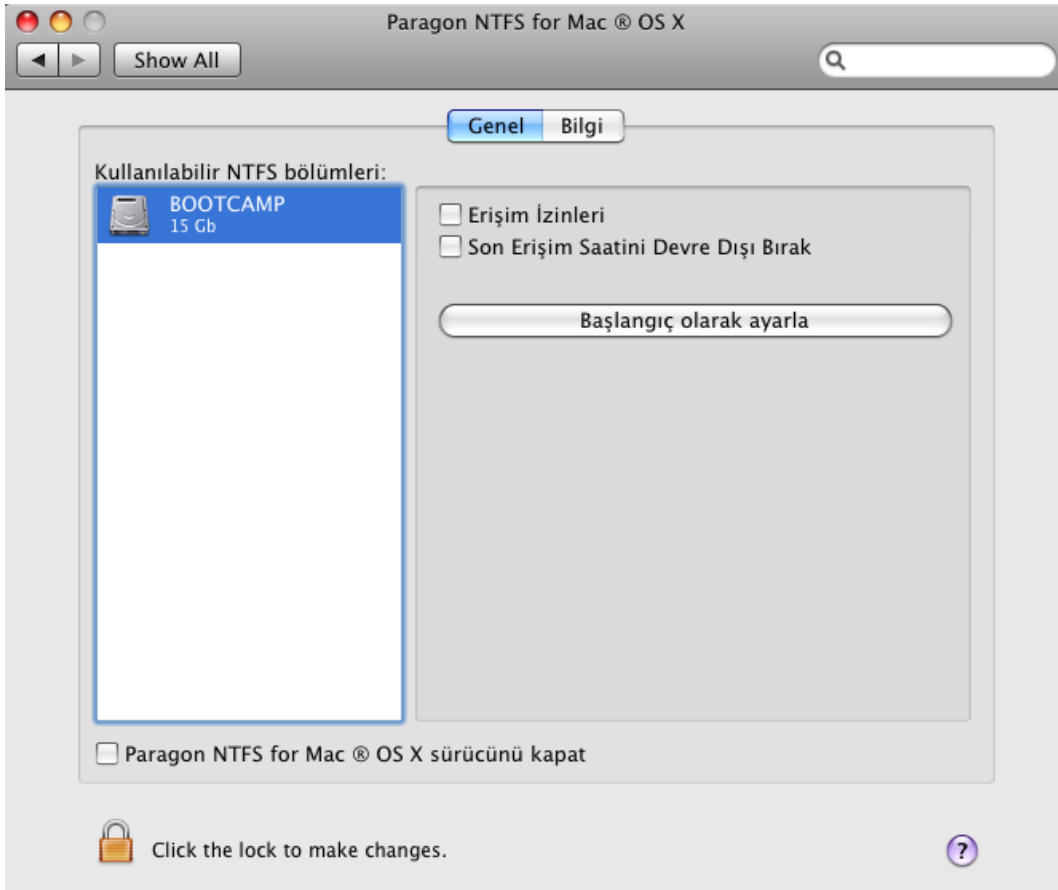 Paragon NTFS for Mac ® OS X
Show All
Genel Bilgi
Kullanılabilir NTFS bölümleri:
BOOTCAMP
15 Gb
Erişim İzinleri
Son Erişim Saatini Devre Dışı Bırak
Başlangıç olarak ayarla
Paragon NTFS for Mac ® OS X sürücünü kapat
Click the lock to make changes.
?